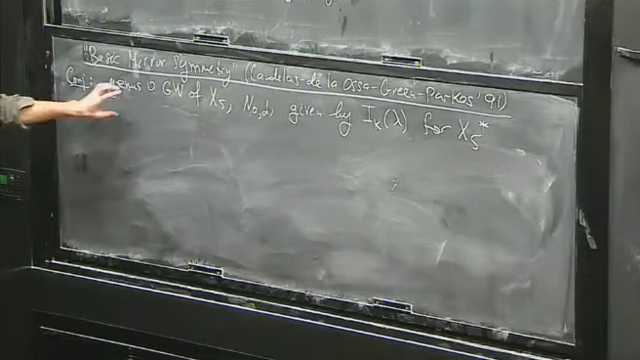 "Basic Mirror Symmetry" (Candelas-de la Ossa-Green-Parkes '91)
Conj: genus 0 GW of X₅, N₀,d, given by Iₖ(λ) for X₅*